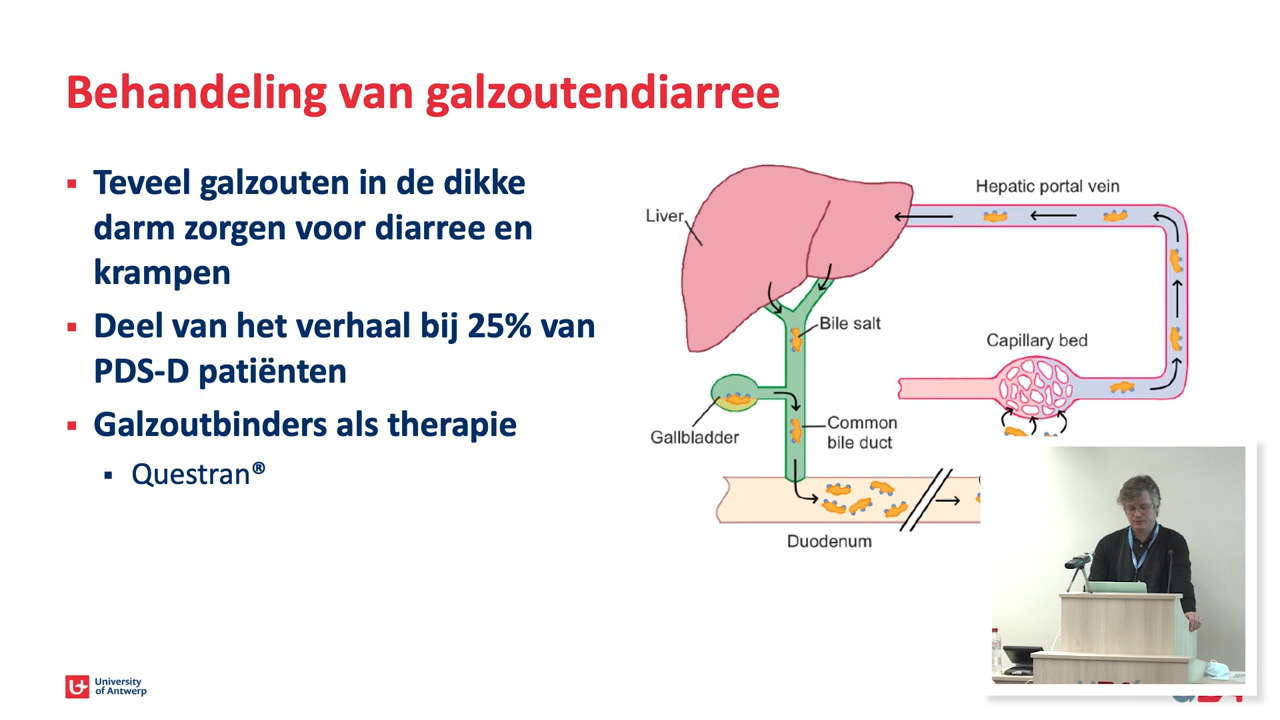 Behandeling van galzoutendiarree
▪ Teveel galzouten in de dikke
darm zorgen voor diarree en
krampen
▪ Deel van het verhaal bij 25% van
PDS-D patiënten
▪ Galzoutbinders als therapie
▪ Questran®
Hepatic portal vein
Liver
Bile salt
Capillary bed
Gallbladder
Common
bile duct
Duodenum
University
of Antwerp